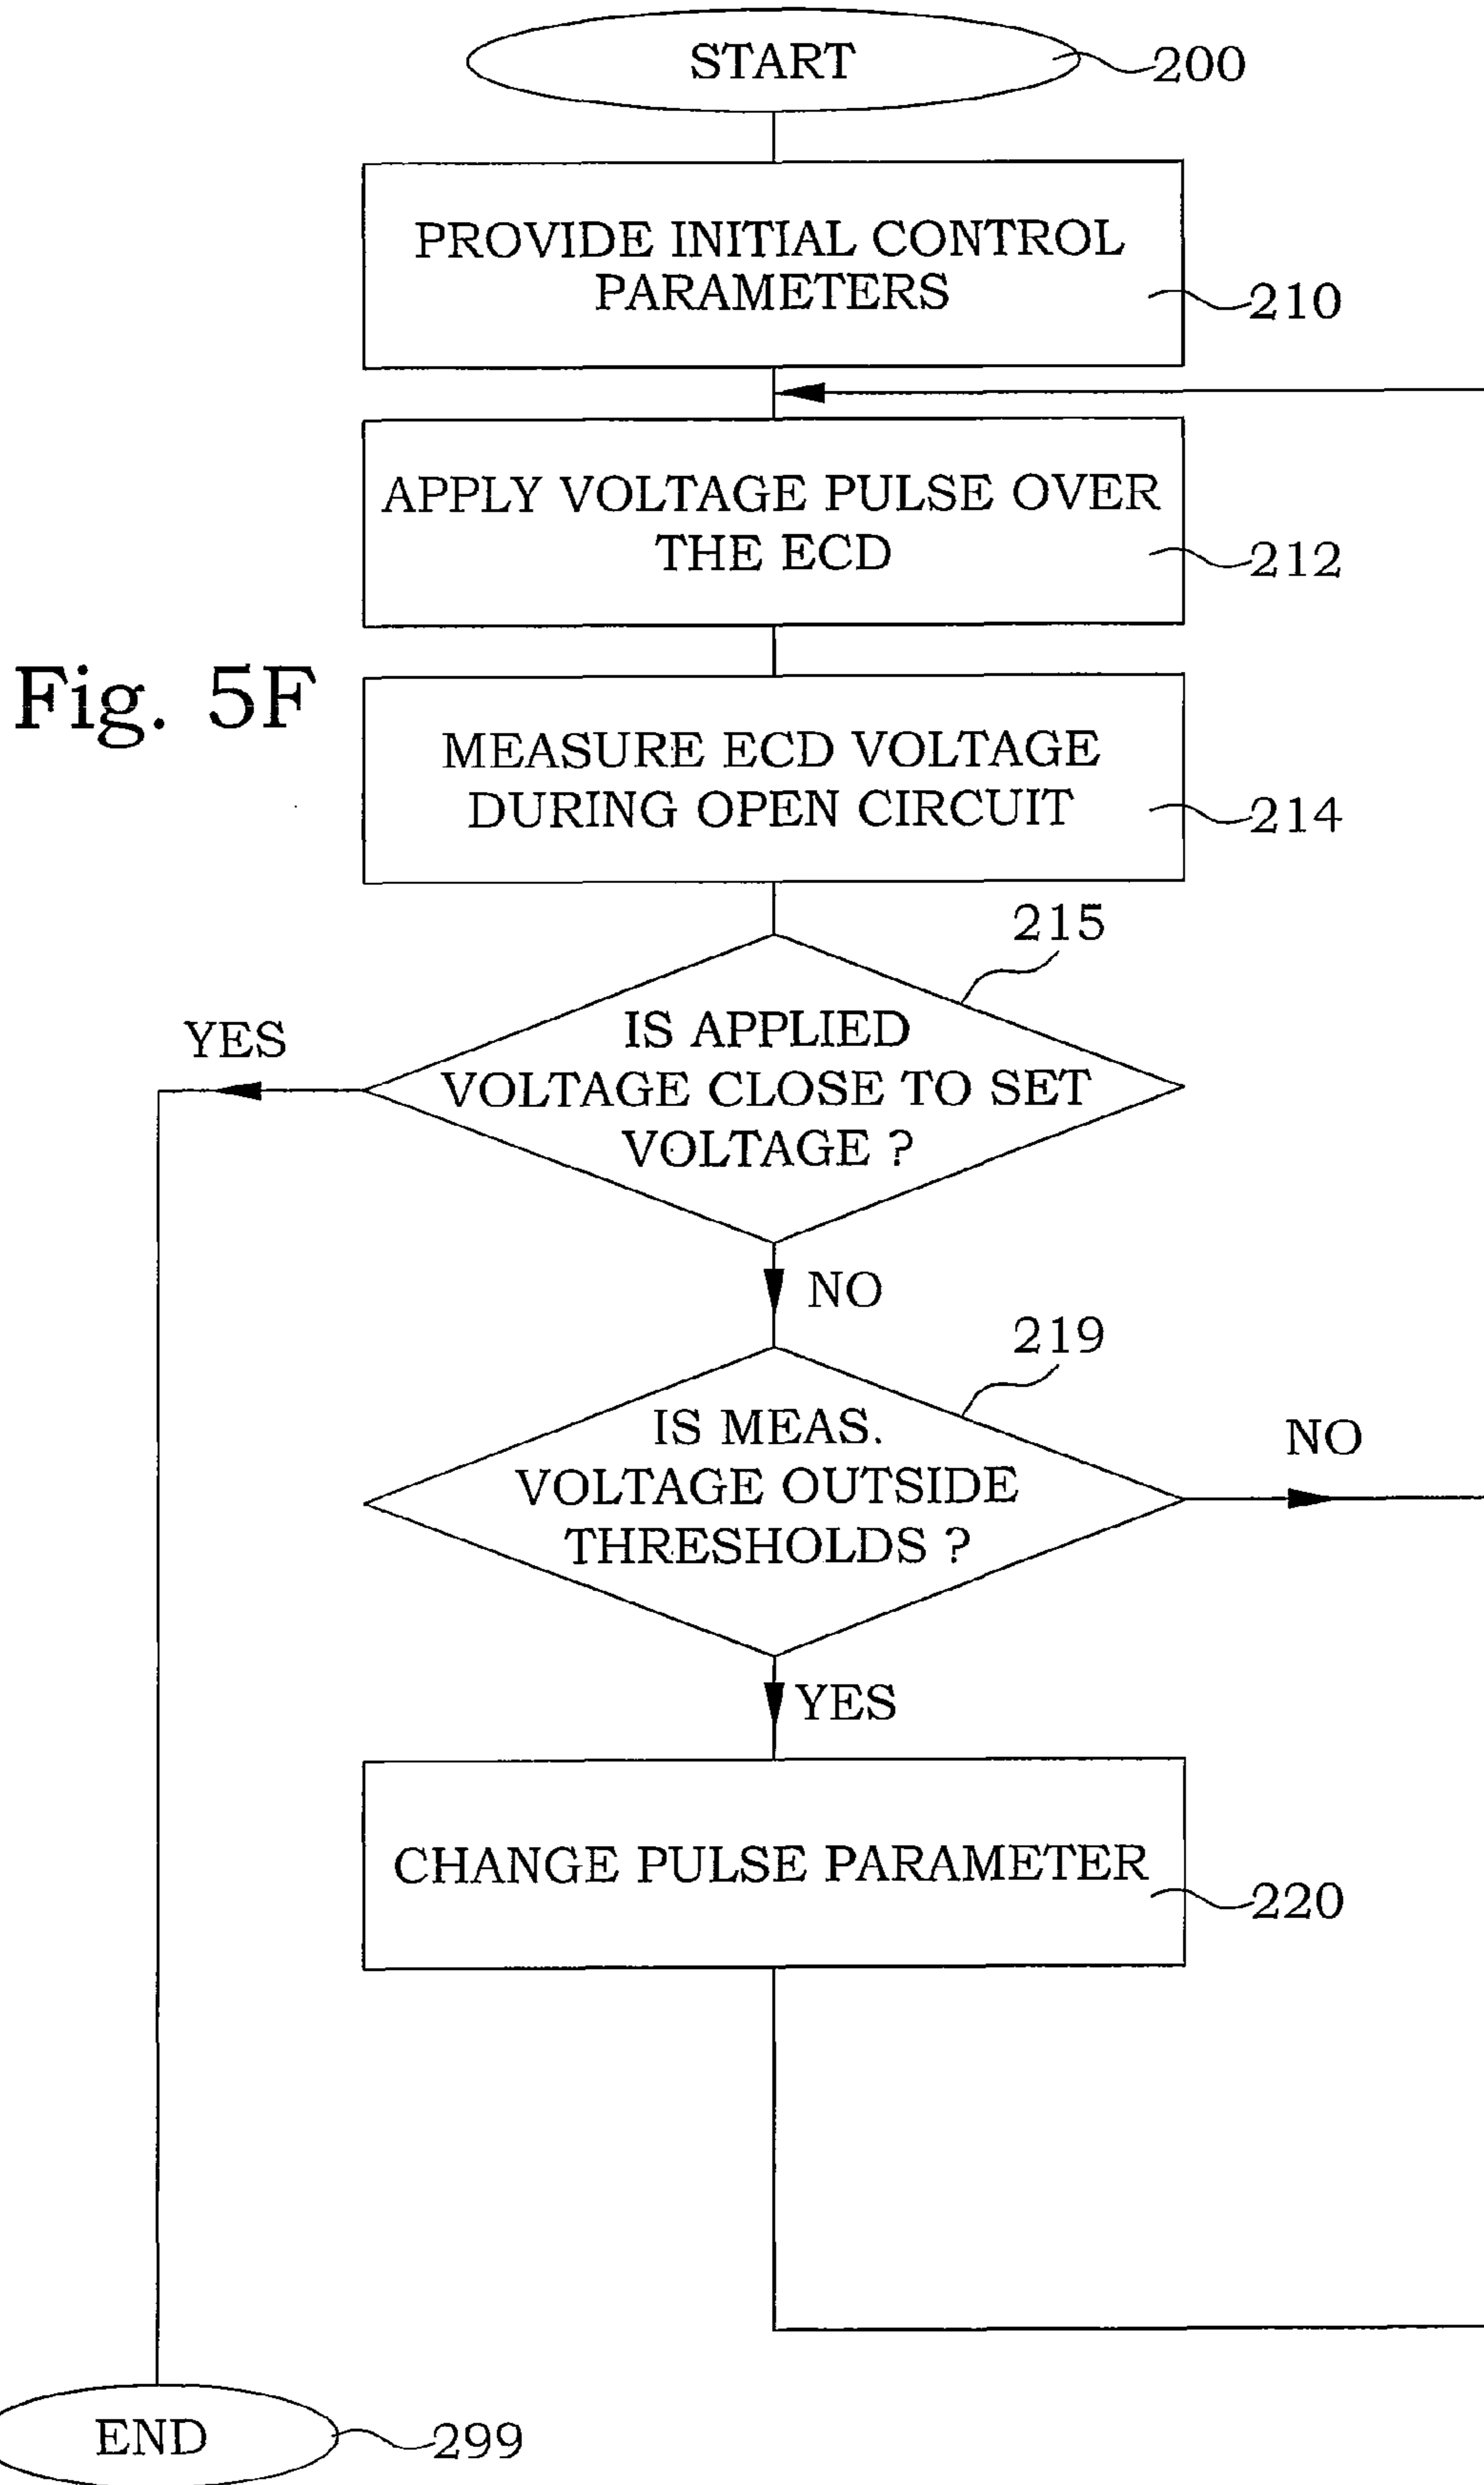 START
200
PROVIDE INITIAL CONTROL
PARAMETERS
210
APPLY VOLTAGE PULSE OVER
THE ECD
212
Fig. 5F
MEASURE ECD VOLTAGE
DURING OPEN CIRCUIT
214
215
IS APPLIED
VOLTAGE CLOSE TO SET
VOLTAGE ?
YES
NO
219
IS MEAS.
VOLTAGE OUTSIDE
THRESHOLDS ?
NO
YES
CHANGE PULSE PARAMETER
220
END
299